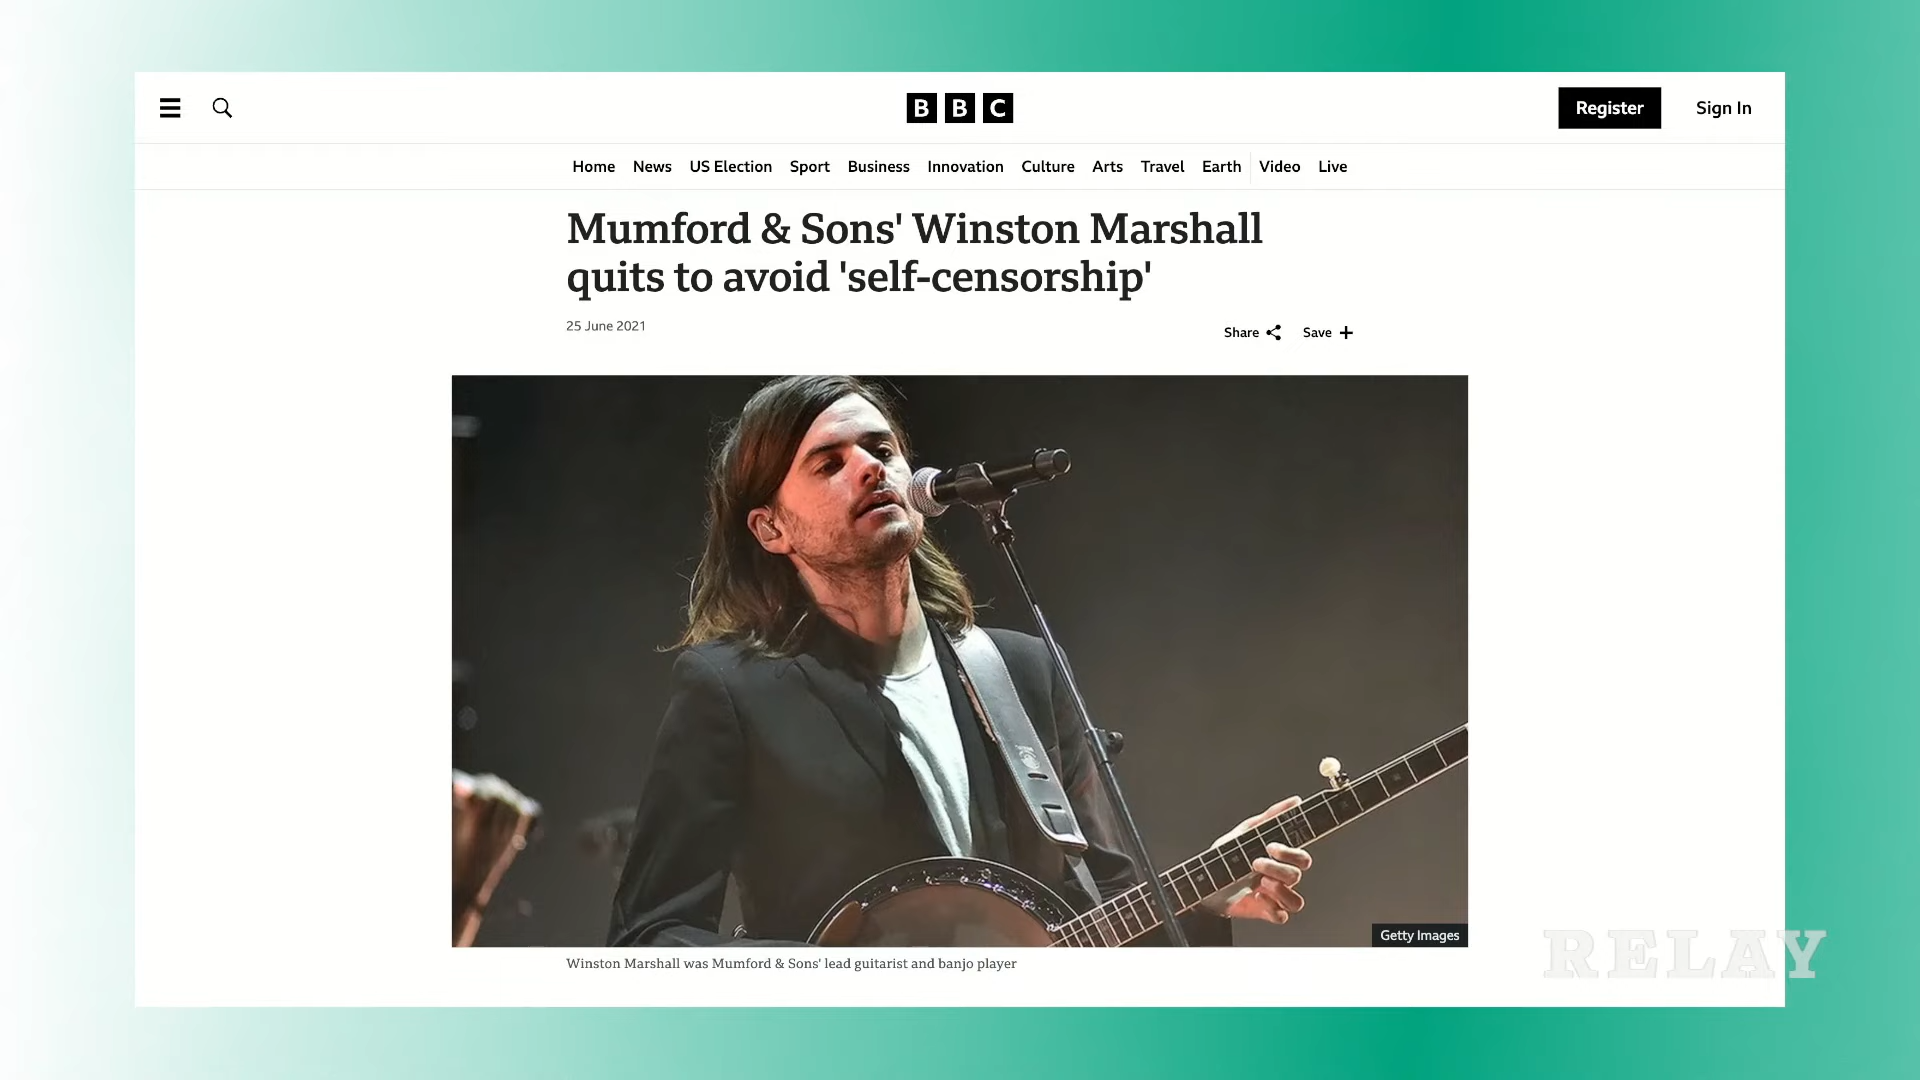 BBC
Register
Sign In
Home News US Election Sport Business Innovation Culture Arts Travel Earth Video Live
Mumford & Sons' Winston Marshall
quits to avoid 'self-censorship'
25 June 2021
Share
Save
Getty Images
Winston Marshall was Mumford & Sons' lead guitarist and banjo player
RELAY